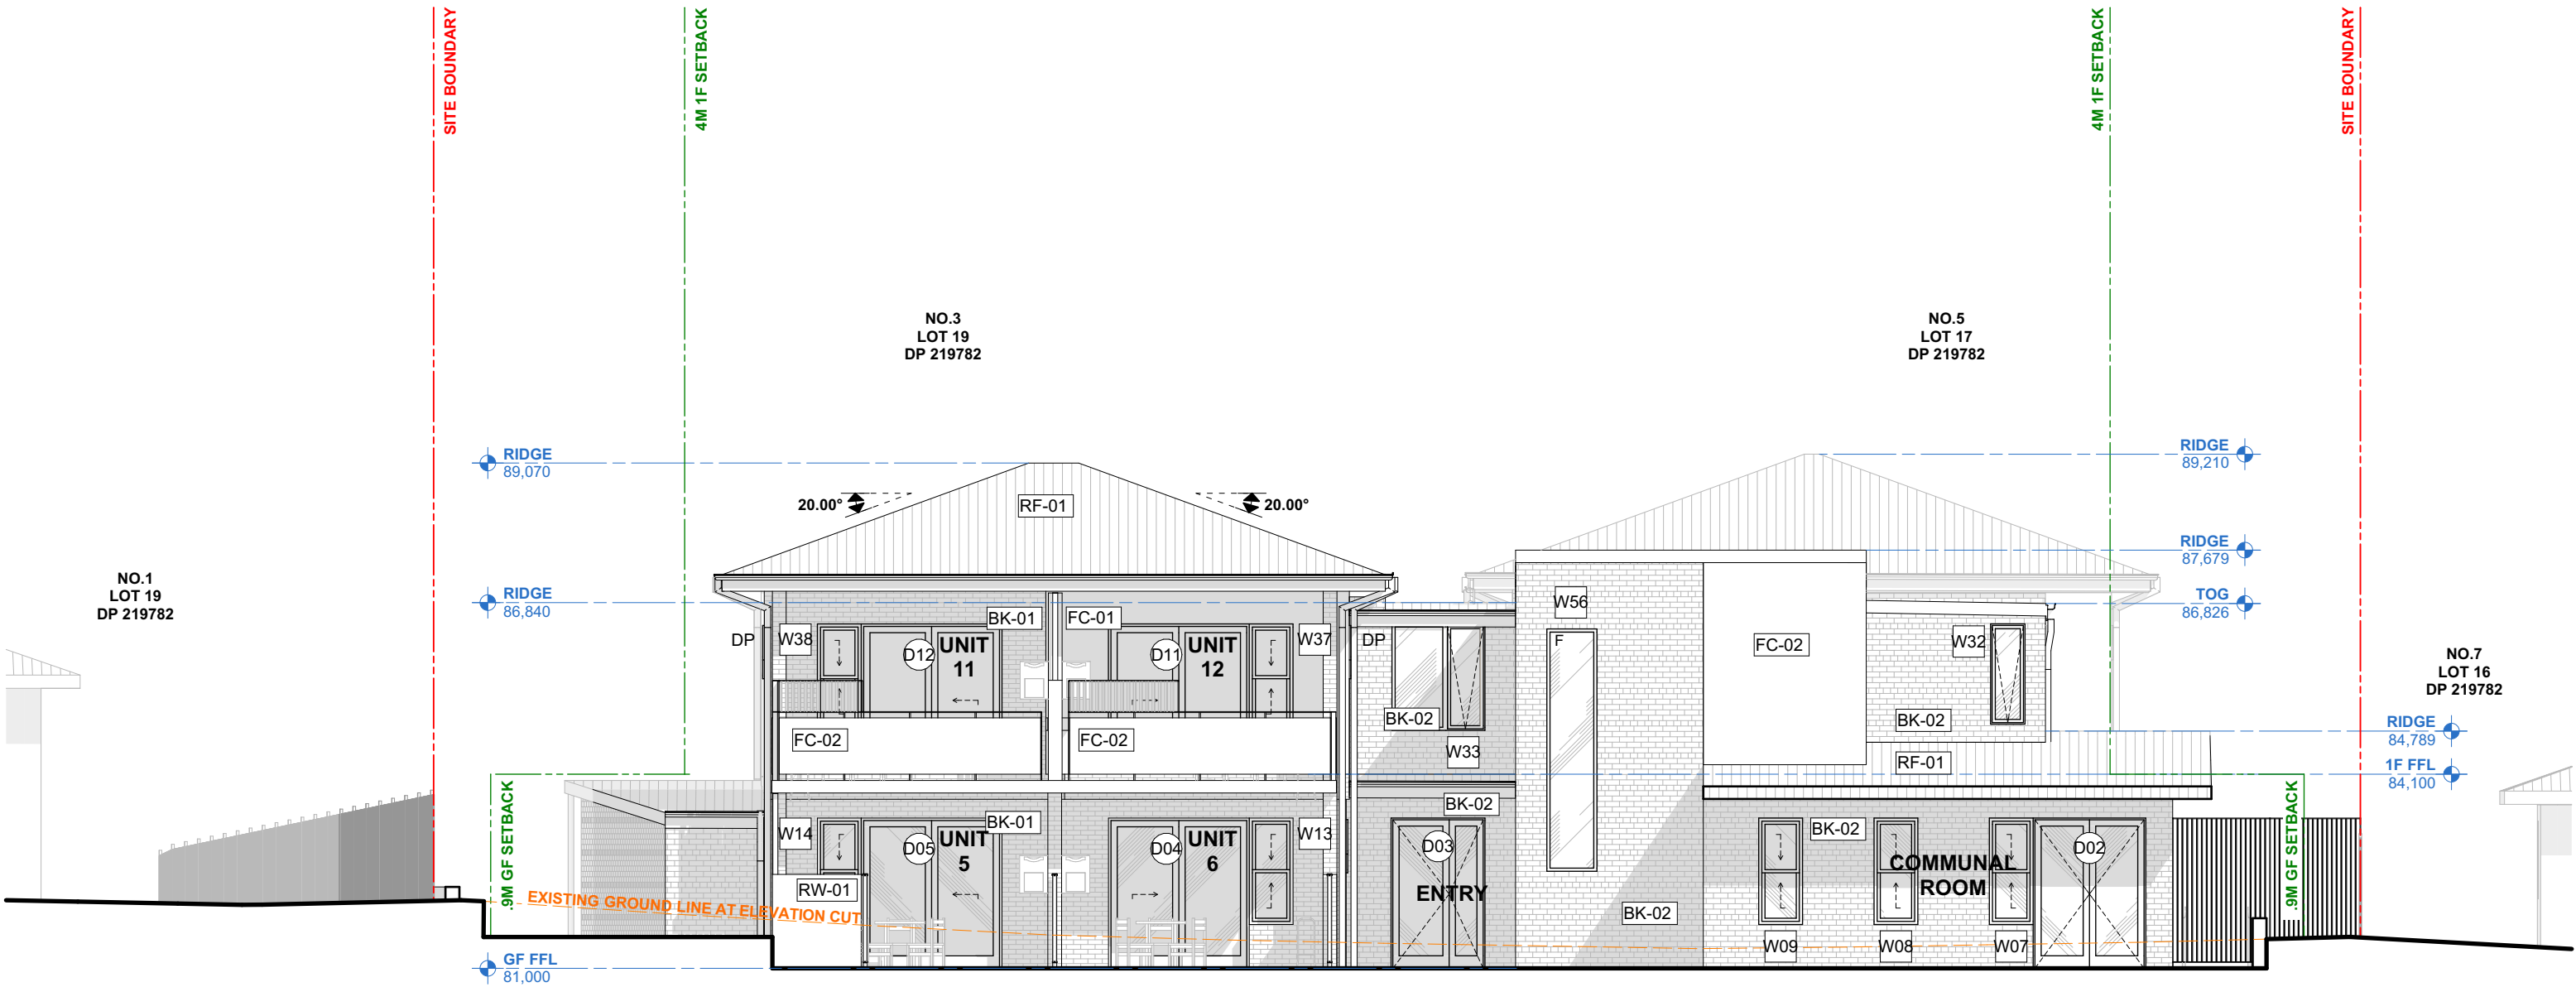 SITE BOUNDARY
4M 1F SETBACK
4M 1F SETBACK
SITE BOUNDARY
NO.3
LOT 19
DP 219782
NO.5
LOT 17
DP 219782
RIDGE
89,070
RIDGE
89,210
20.00°
RF-01
20.00°
RIDGE
87,679
NO.1
LOT 19
DP 219782
RIDGE
86,840
TOG
86,826
W56
BK-01
FC-01
DP
W38
D12
UNIT
11
D11
UNIT
12
W37
DP
F
FC-02
W32
NO.7
LOT 16
DP 219782
BK-02
BK-02
RIDGE
84,789
FC-02
FC-02
W33
RF-01
1F FFL
84,100
.9M GF SETBACK
BK-02
.9M GF SETBACK
W14
D05
UNIT
5
BK-01
D04
UNIT
6
W13
D03
BK-02
D02
COMMUNAL
ROOM
RW-01
ENTRY
EXISTING GROUND LINE AT ELEVATION CUT
BK-02
W09
W08
W07
GF FFL
81,000